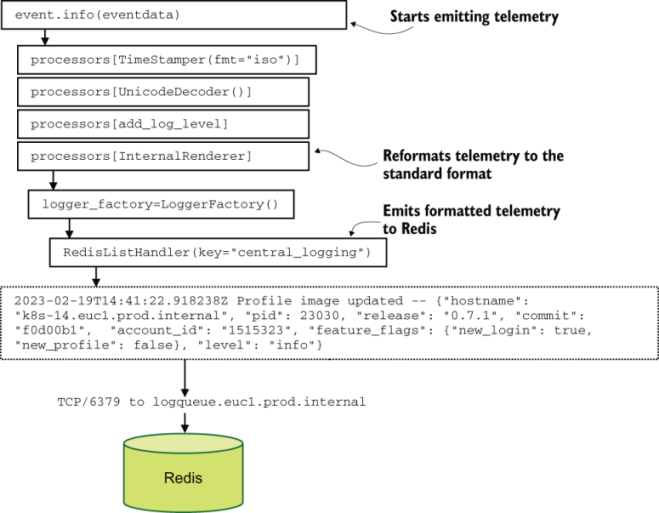 event.info(eventdata)
Starts emitting telemetry
processors[TimeStamper(fmt="iso")]
processors[UnicodeDecoder()]
processors[add_log_level]
processors[InternalRenderer]
Reformats telemetry to the
standard format
logger_factory=LoggerFactory()
Emits formatted telemetry
to Redis
RedisListHandler(key="central_logging")
2023-02-19T14:41:22.918238Z Profile image updated -- {"hostname":
"k8s-14.euc1.prod.internal", "pid": 23030, "release": "0.7.1", "commit":
"f0d00b1", "account_id": "1515323", "feature_flags": {"new_login": true,
"new_profile": false}, "level": "info"}
TCP/6379 to logqueue.euc1.prod.internal
Redis